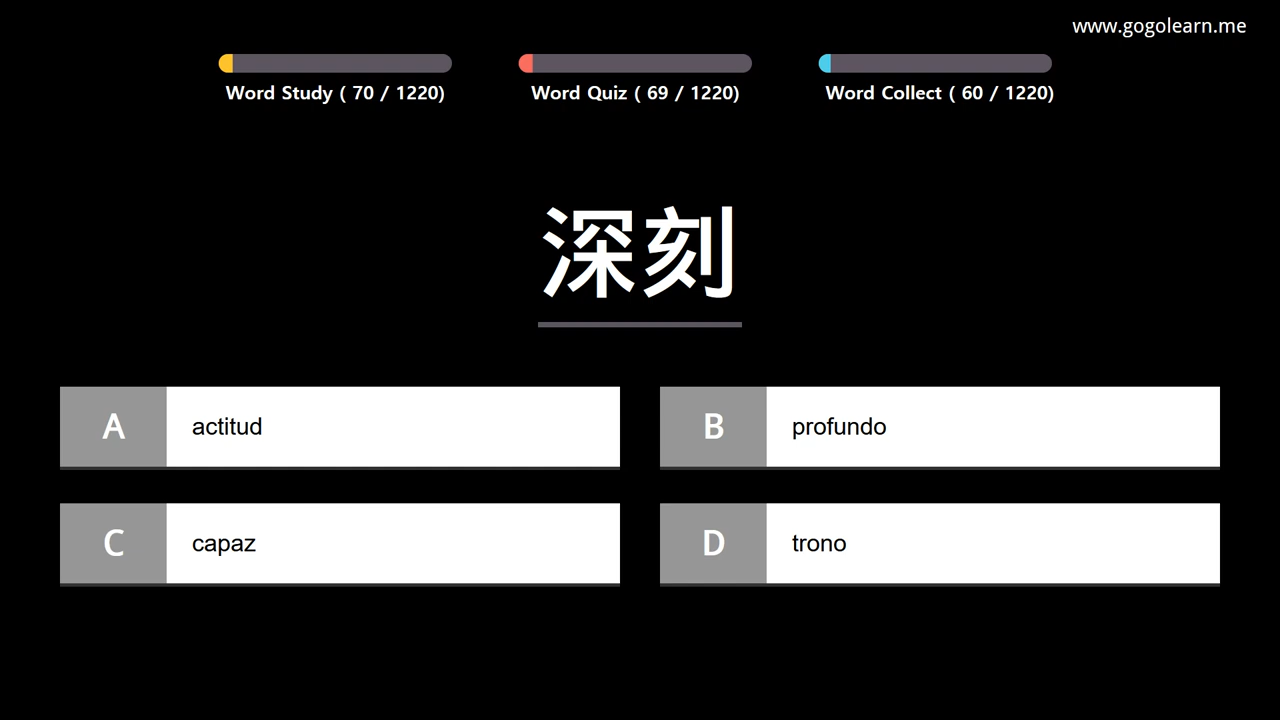 www.gogolearn.me
Word Study ( 70 / 1220)
Word Quiz ( 69 / 1220)
Word Collect ( 60 / 1220)
深刻
A actitud
B profundo
C capaz
D trono